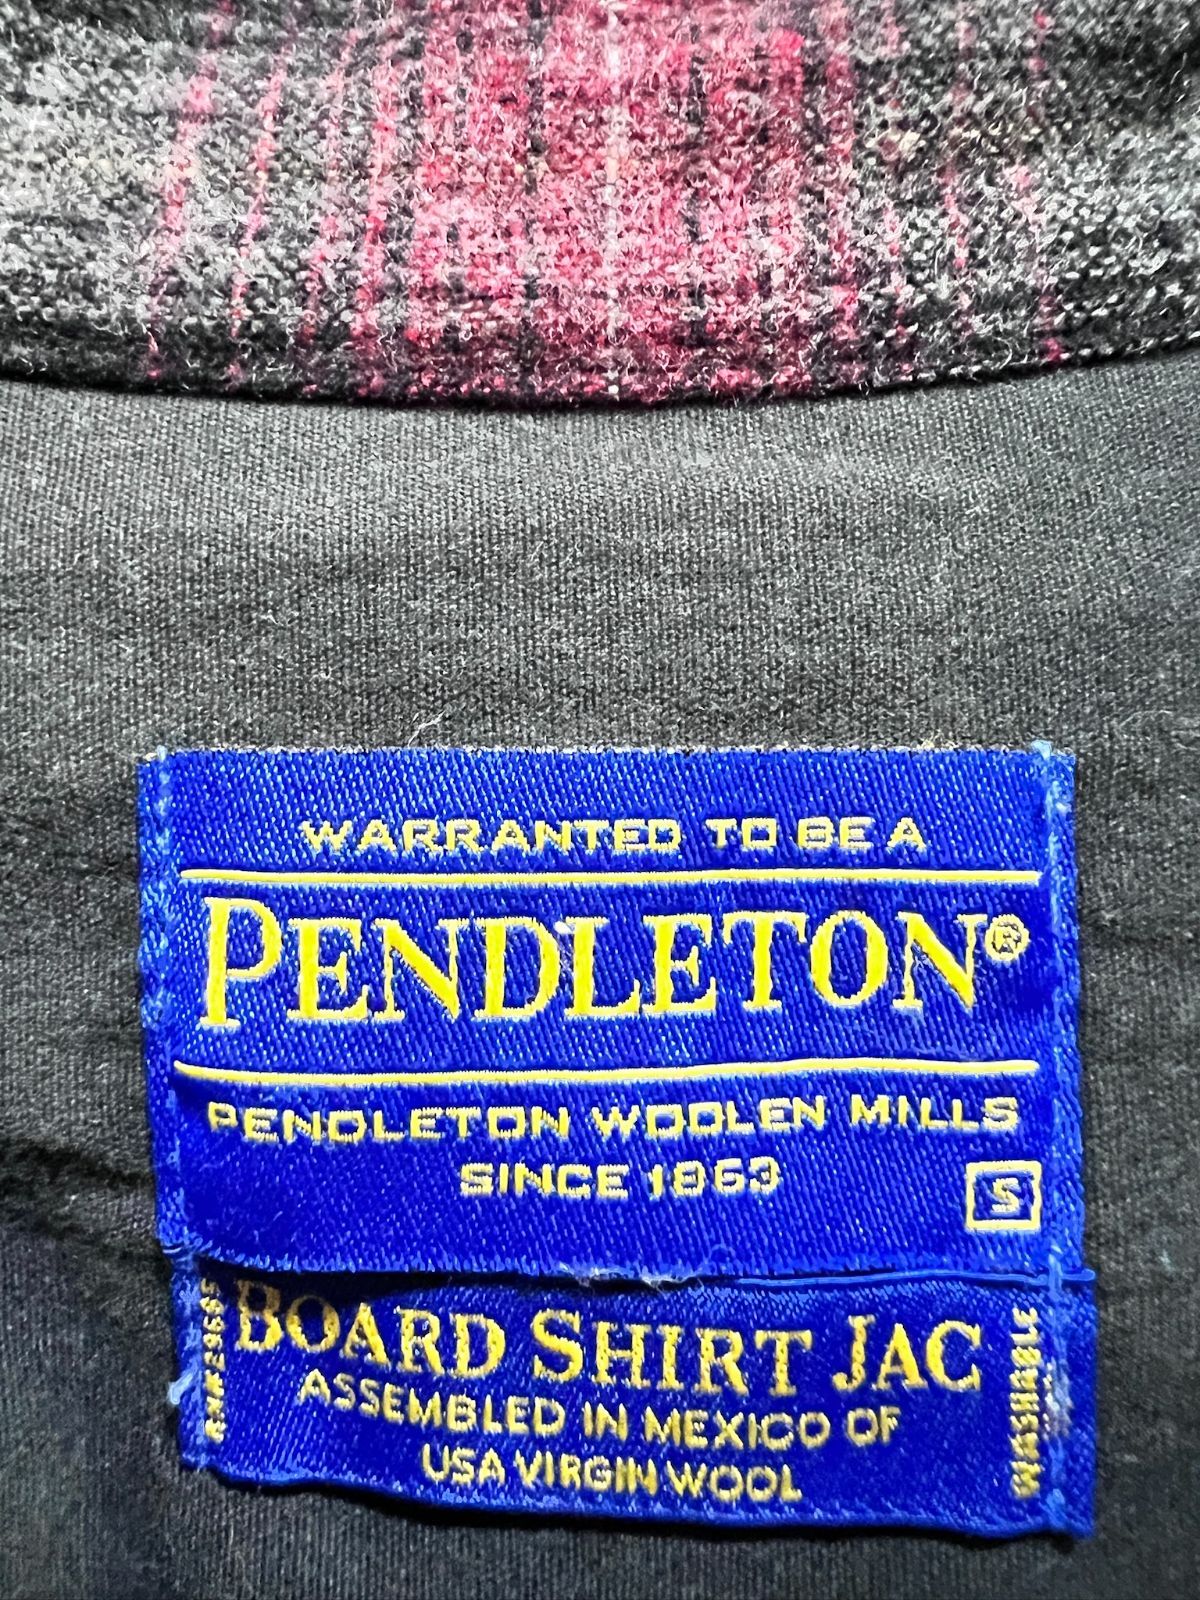 WARRANTED TO BE A
PENDLETON®
PENDLETON WOOLEN MILLS
SINCE 1863
S
BOARD SHIRT JAC
ASSEMBLED IN MEXICO OF
USA VIRGIN WOOL
WASHABLE